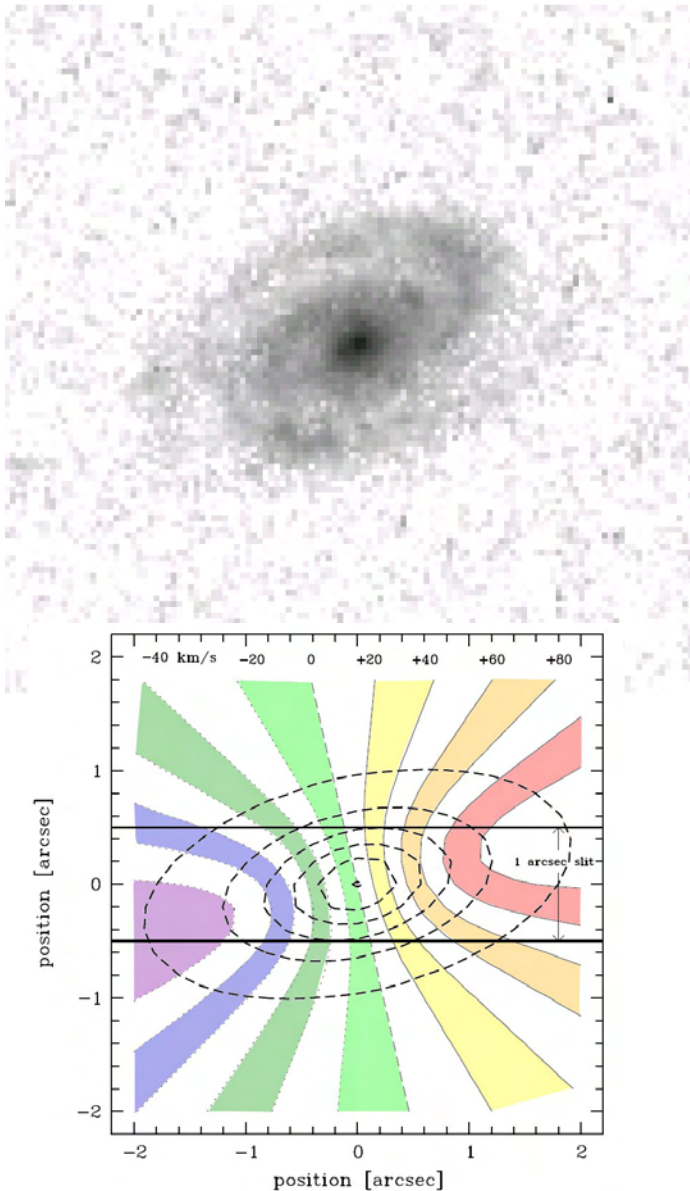 −40 km/s −20 0 +20 +40 +60 +80
2
1
0
−1
−2
1 arcsec slit
position [arcsec]
−2 −1 0 1 2
position [arcsec]